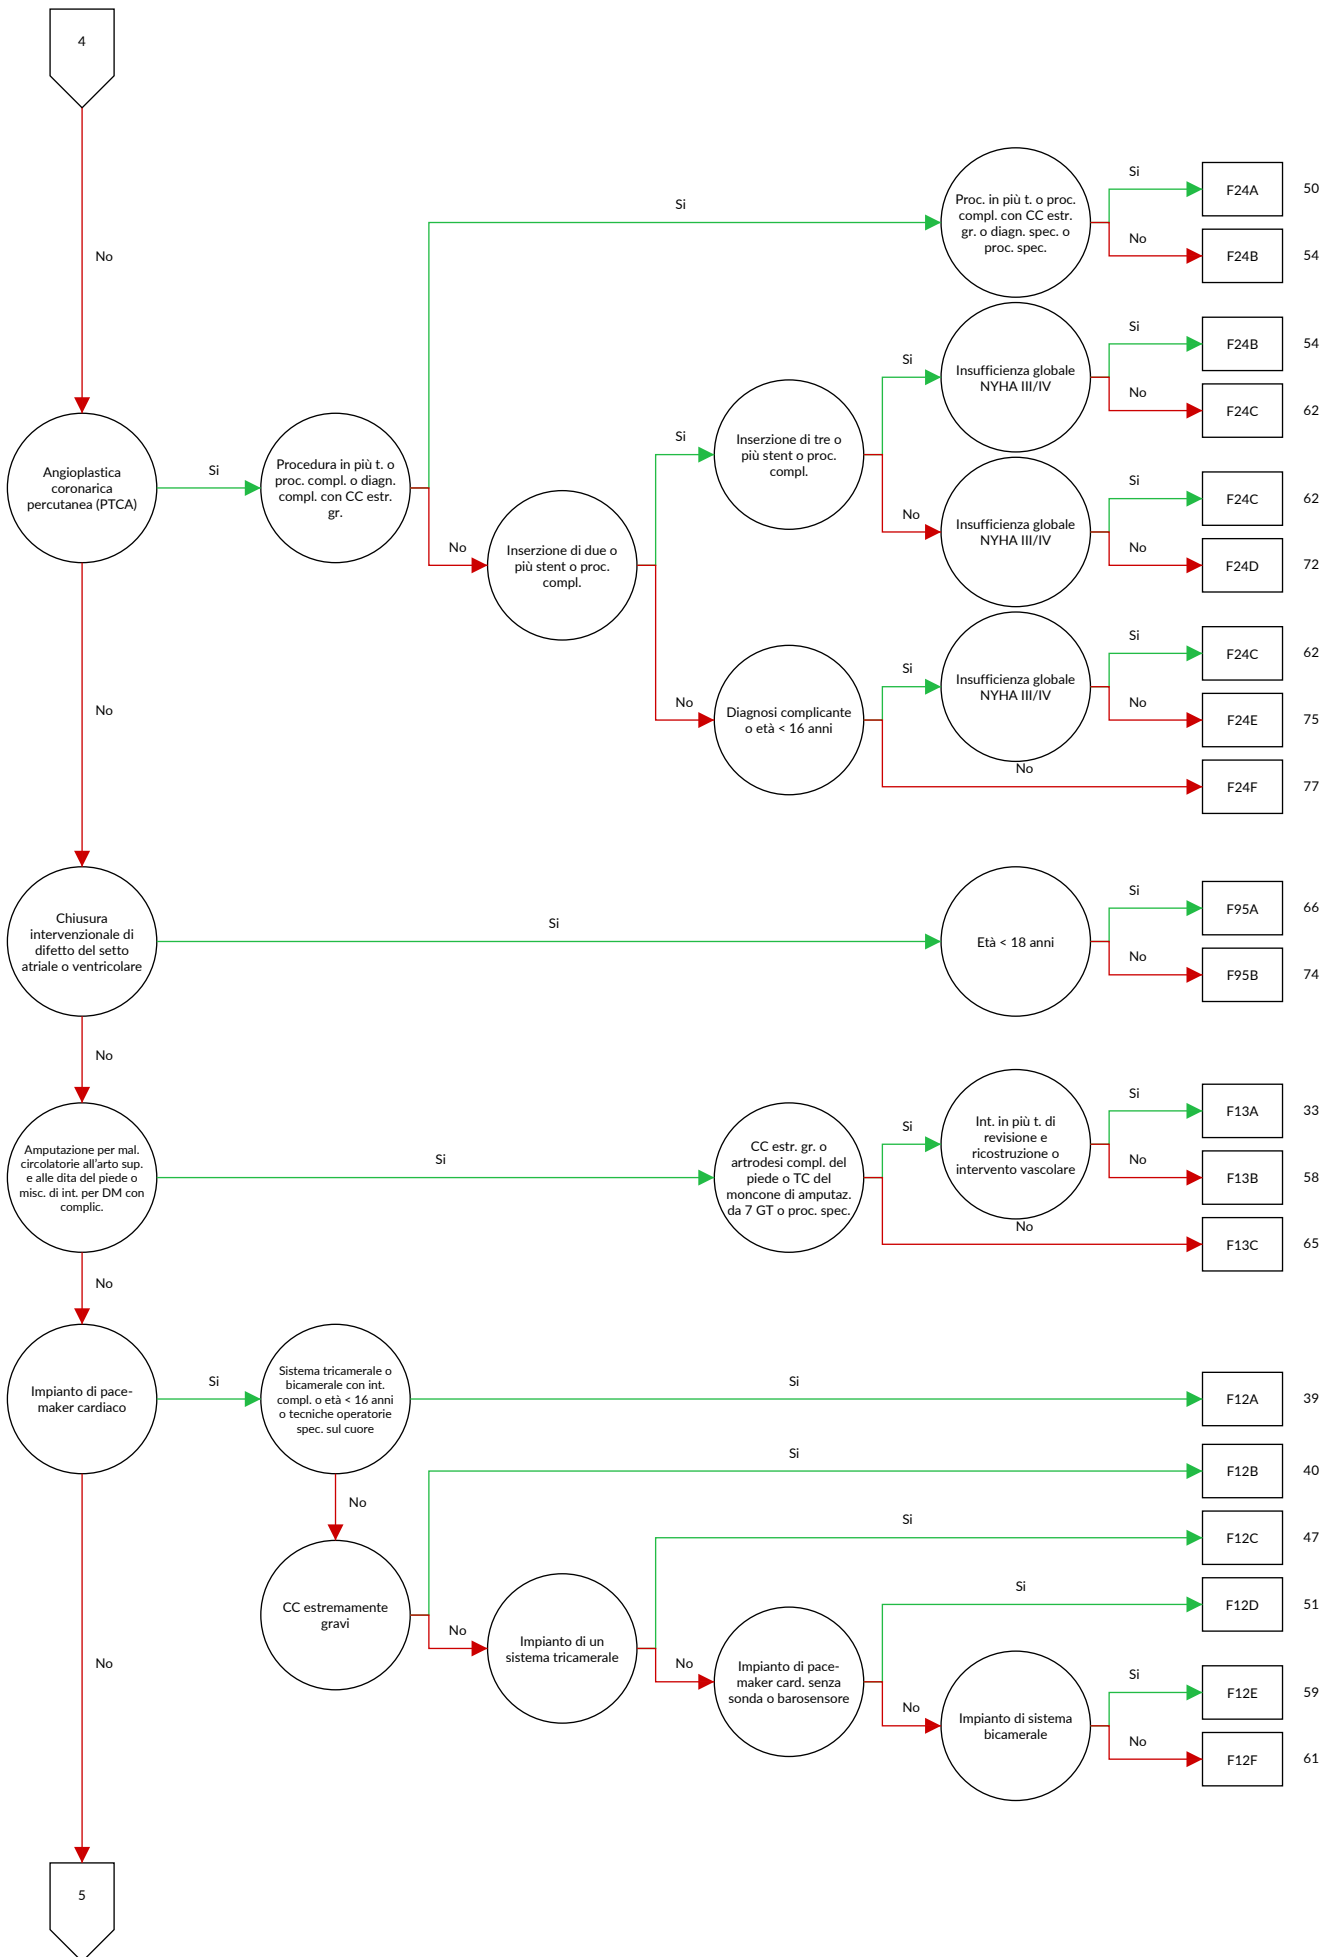 4
No
Si
Proc. in più t. o proc.
compl. con CC estr.
gr. o diagn. spec. o
proc. spec.
Si
F24A
50
No
F24B
54
Si
Insufficienza globale
NYHA III/IV
Si
F24B
54
No
F24C
62
Angioplastica
coronarica
percutanea (PTCA)
Si
Procedura in più t. o
proc. compl. o diagn.
compl. con CC estr.
gr.
No
Inserzione di due o
più stent o proc.
compl.
Si
Inserzione di tre o
più stent o proc.
compl.
No
Insufficienza globale
NYHA III/IV
Si
F24C
62
No
F24D
72
No
Diagnosi complicante
o età < 16 anni
Si
Insufficienza globale
NYHA III/IV
Si
F24C
62
No
F24E
75
No
F24F
77
No
Chiusura
intervenzionale di
difetto del setto
atriale o ventricolare
Si
Età < 18 anni
Si
F95A
66
No
F95B
74
No
Amputazione per mal.
circolatorie all'arto sup.
e alle dita del piede o
misc. di int. per DM con
complic.
Si
CC estr. gr. o
artrodesi compl. del
piede o TC del
moncone di amputaz.
da 7 GT o proc. spec.
Si
Int. in più t. di
revisione e
ricostruzione o
intervento vascolare
Si
F13A
33
No
F13B
58
No
F13C
65
No
Impianto di pace-
maker cardiaco
Si
Sistema tricamerale o
bicamerale con int.
compl. o età < 16 anni
o tecniche operatorie
spec. sul cuore
Si
F12A
39
No
CC estremamente
gravi
Si
F12B
40
No
Impianto di un
sistema tricamerale
Si
F12C
47
No
Impianto di pace-
maker card. senza
sonda o barosensore
Si
F12D
51
No
Impianto di sistema
bicamerale
Si
F12E
59
No
F12F
61
No
5